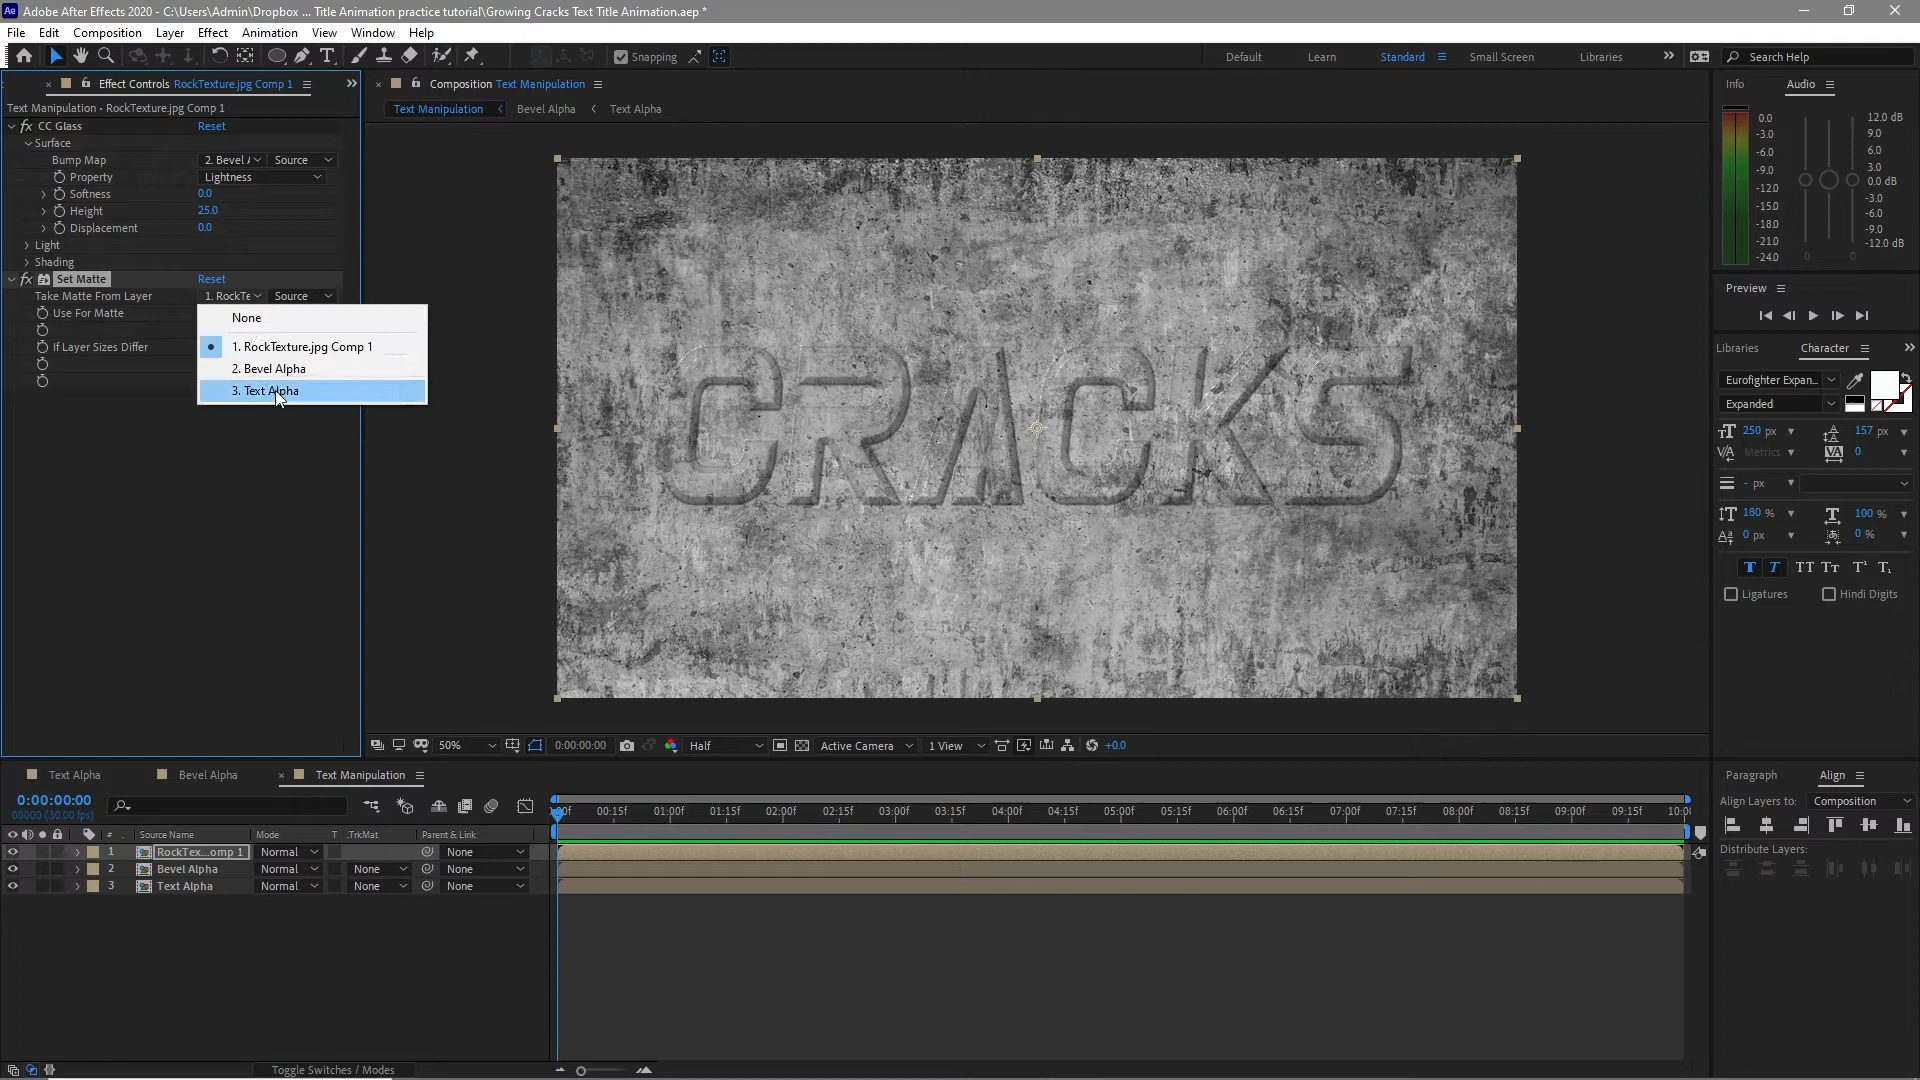 Adobe After Effects 2020 - C:\Users\Admin\Dropbox ... Title Animation practice tutorial\Growing Cracks Text Title Animation.aep *
File Edit Composition Layer Effect Animation View Window Help
Snapping
Default Learn Standard Small Screen Libraries
Search Help
Effect Controls RockTexture.jpg Comp 1
Text Manipulation • RockTexture.jpg Comp 1
fx CC Glass Reset
Surface
Bump Map 2. Bevel A Source
Property Lightness
Softness 0.0
Height 25.0
Displacement 0.0
Light
Shading
fx Set Matte Reset
Take Matte From Layer 1. RockTe Source
Use For Matte
If Layer Sizes Differ
None
1. RockTexture.jpg Comp 1
2. Bevel Alpha
3. Text Alpha
Composition Text Manipulation
Text Manipulation Bevel Alpha Text Alpha
CRACKS
50% 0:00:00:00 Half Active Camera 1 View +0.0
Info Audio
0.0
-3.0
-6.0
-9.0
-12.0
-15.0
-18.0
-21.0
-24.0
12.0 dB
9.0
6.0
3.0
0.0 dB
-3.0
-6.0
-9.0
-12.0 dB
Preview
Libraries Character
Eurofighter Expan...
Expanded
250 px 157 px
Metrics 0
- px
180 % 100 %
0 px 0 %
T T TT Tt T¹ T₁
Ligatures Hindi Digits
Paragraph Align
Align Layers to: Composition
Distribute Layers:
Text Alpha Bevel Alpha Text Manipulation
0:00:00:00
00000 (30.00 fps)
:00f 00:15f 01:00f 01:15f 02:00f 02:15f 03:00f 03:15f 04:00f 04:15f 05:00f 05:15f 06:00f 06:15f 07:00f 07:15f 08:00f 08:15f 09:00f 09:15f 10:00
# Source Name Mode T .TrkMat Parent & Link
1 RockTex...omp 1 Normal None
2 Bevel Alpha Normal None None
3 Text Alpha Normal None None
Toggle Switches / Modes